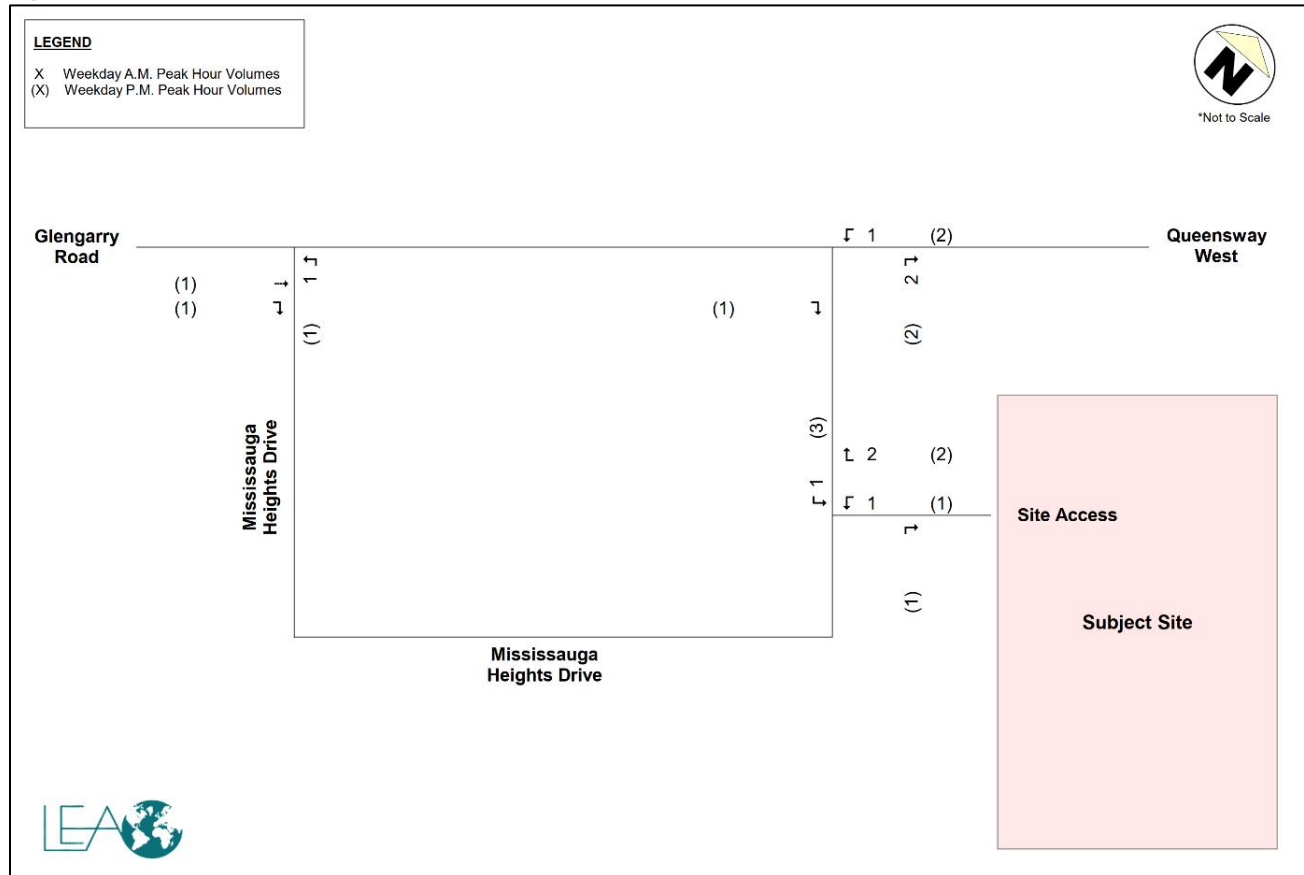 LEGEND
X Weekday A.M. Peak Hour Volumes
(X) Weekday P.M. Peak Hour Volumes
N
*Not to Scale
Glengarry
Road
1 (2)
Queensway
West
(1)
1
2
(1)
(1)
(1)
(2)
Mississauga
Heights Drive
(3)
2 (2)
1
1 (1)
Site Access
(1)
Subject Site
Mississauga
Heights Drive
LEA